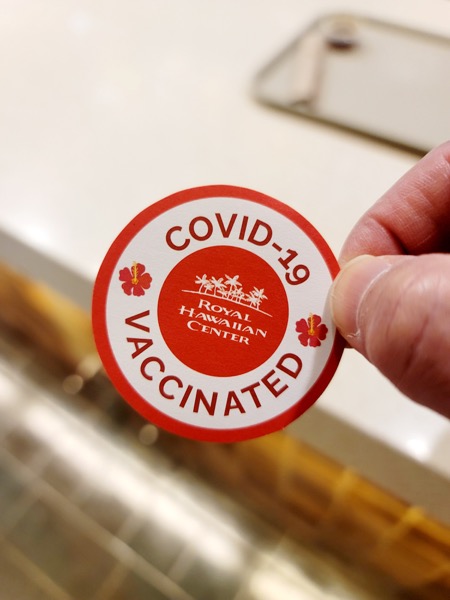 COVID-19
ROYAL
HAWAIIAN
CENTER
VACCINATED